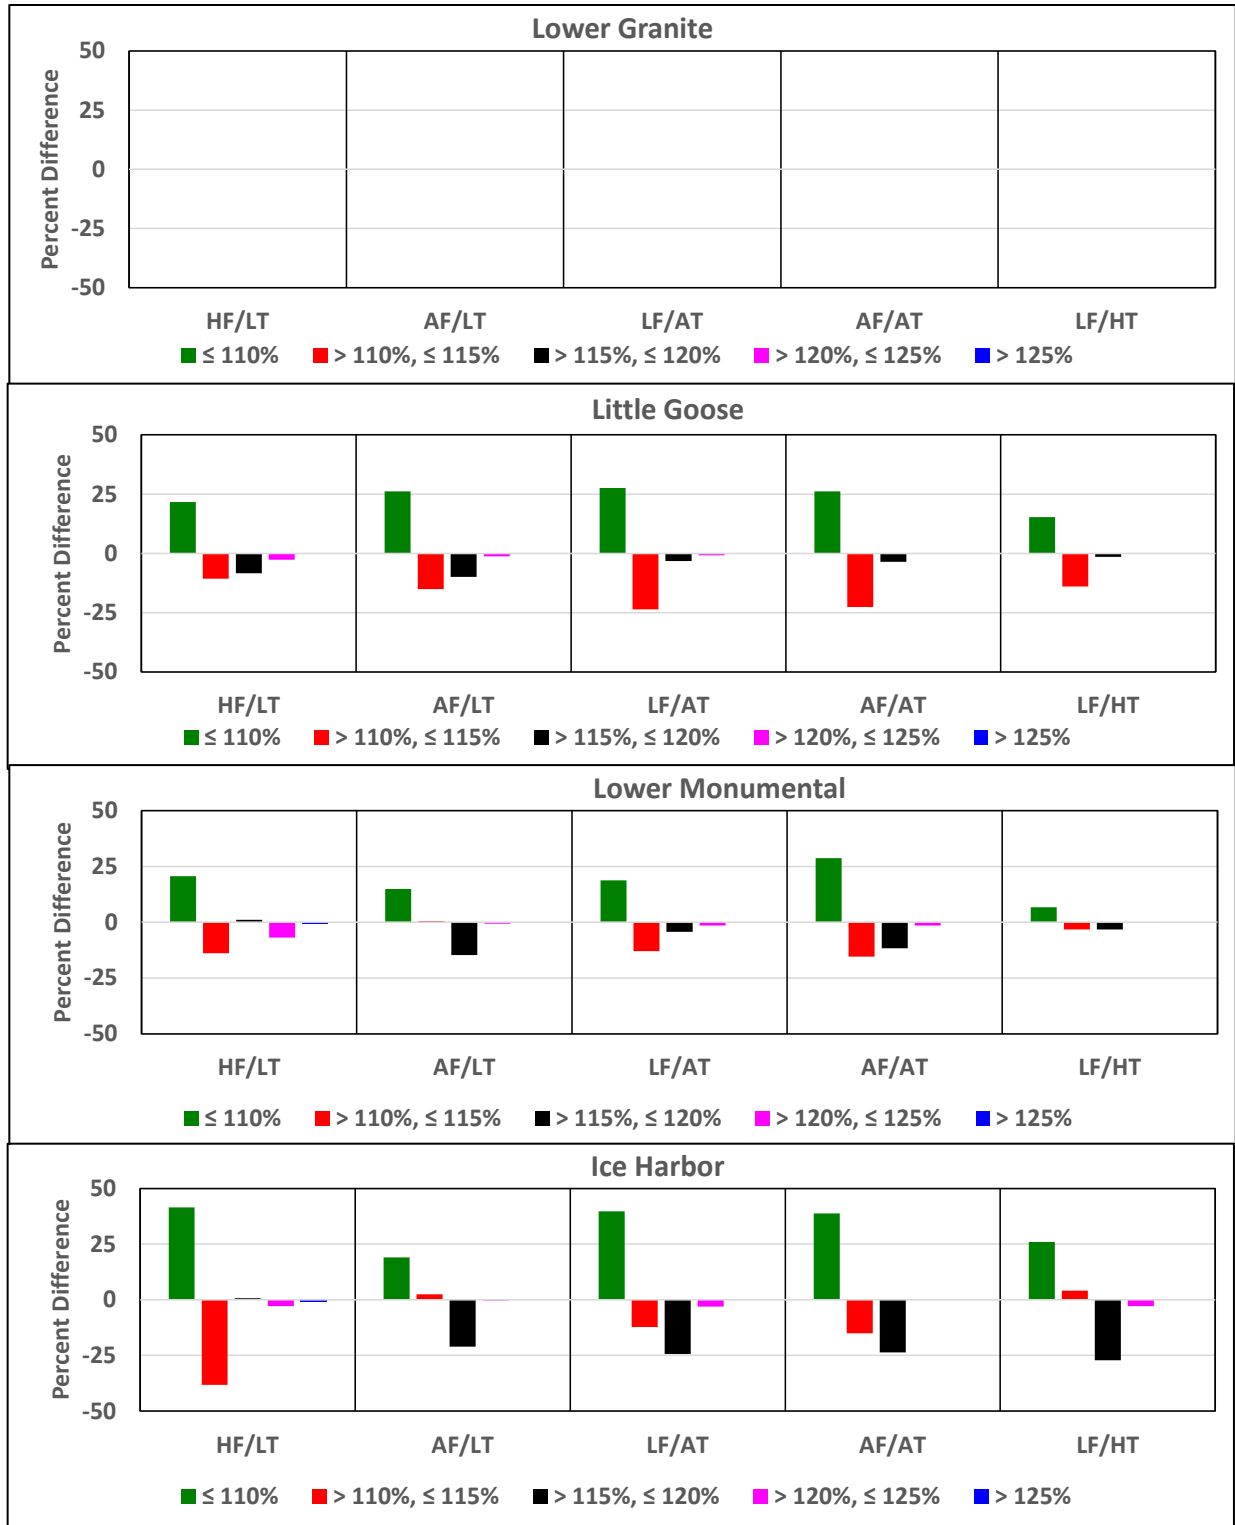 Lower Granite
Percent Difference
50
25
0
-25
-50
HF/LT AF/LT LF/AT AF/AT LF/HT
≤ 110% > 110%, ≤ 115% > 115%, ≤ 120% > 120%, ≤ 125% > 125%
Little Goose
Percent Difference
50
25
0
-25
-50
HF/LT AF/LT LF/AT AF/AT LF/HT
≤ 110% > 110%, ≤ 115% > 115%, ≤ 120% > 120%, ≤ 125% > 125%
Lower Monumental
Percent Difference
50
25
0
-25
-50
HF/LT AF/LT LF/AT AF/AT LF/HT
≤ 110% > 110%, ≤ 115% > 115%, ≤ 120% > 120%, ≤ 125% > 125%
Ice Harbor
Percent Difference
50
25
0
-25
-50
HF/LT AF/LT LF/AT AF/AT LF/HT
≤ 110% > 110%, ≤ 115% > 115%, ≤ 120% > 120%, ≤ 125% > 125%